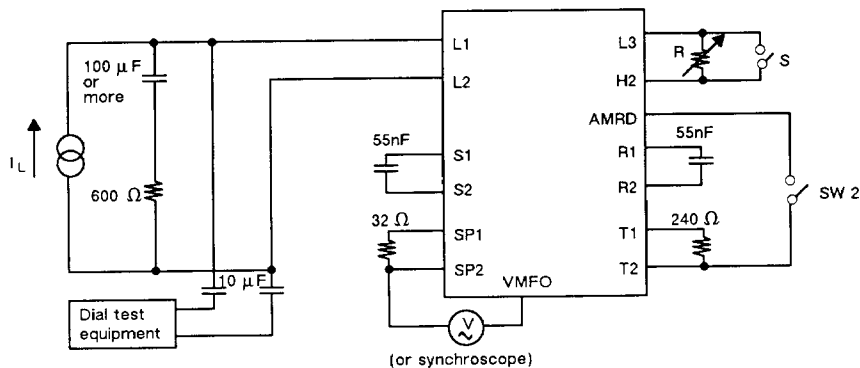 L1
L2
S1
S2
SP1
SP2
VMFO
L3
H2
AMRD
R1
R2
T1
T2
100 µF
or
more
I_L
600 Ω
10 µF
Dial test
equipment
55nF
32 Ω
V
(or synchroscope)
R
S
55nF
240 Ω
SW 2